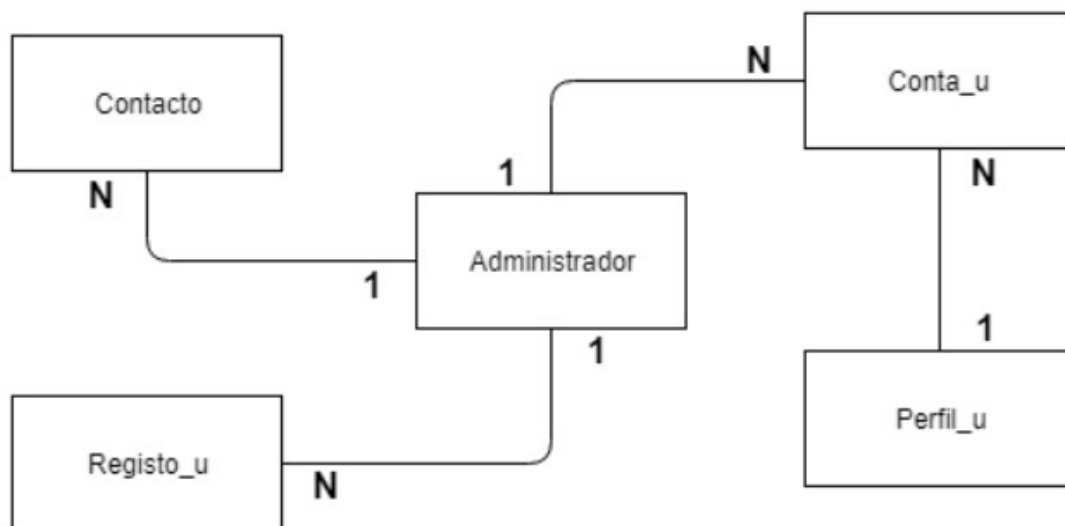 Contacto
N
1
N
Conta_u
N
1
Administrador
1
1
Perfil_u
Registo_u
N